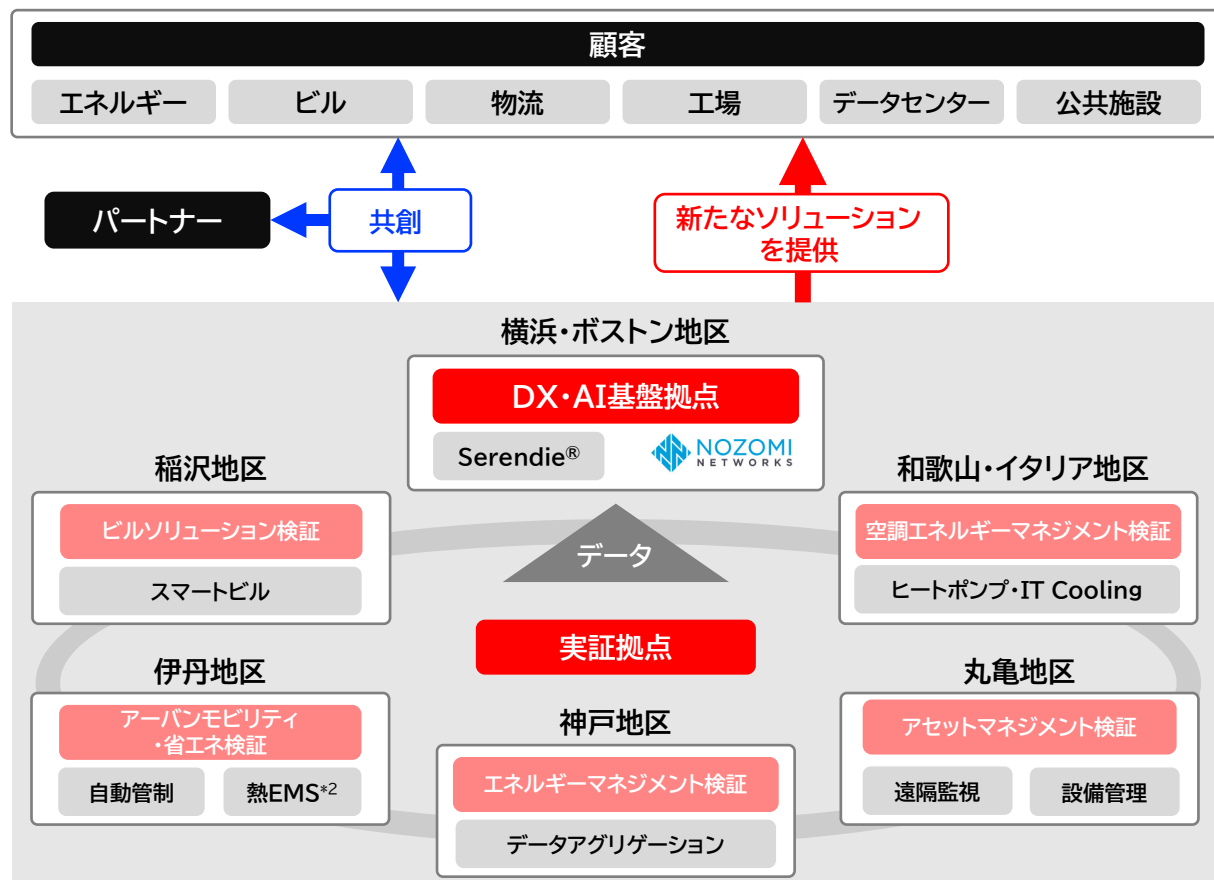 顧客
エネルギー
ビル
物流
工場
データセンター
公共施設
パートナー
共創
新たなソリューション
を提供
横浜・ボストン地区
DX・AI基盤拠点
Serendie®
NOZOMI
NETWORKS
稲沢地区
ビルソリューション検証
スマートビル
和歌山・イタリア地区
空調エネルギーマネジメント検証
ヒートポンプ・IT Cooling
データ
実証拠点
伊丹地区
アーバンモビリティ
・省エネ検証
自動管制
熱EMS*2
神戸地区
エネルギーマネジメント検証
データアグリゲーション
丸亀地区
アセットマネジメント検証
遠隔監視
設備管理